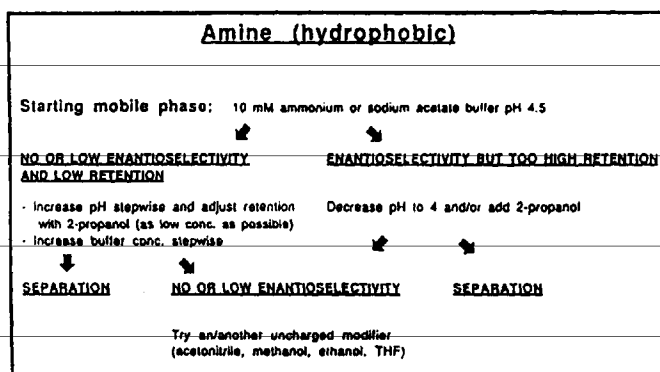 Amine (hydrophobic)
Starting mobile phase: 10 mM ammonium or sodium acetate buffer pH 4.5
NO OR LOW ENANTIOSELECTIVITY
AND LOW RETENTION
- Increase pH stepwise and adjust retention
with 2-propanol (as low conc. as possible)
- Increase buffer conc. stepwise
ENANTIOSELECTIVITY BUT TOO HIGH RETENTION
Decrease pH to 4 and/or add 2-propanol
SEPARATION
NO OR LOW ENANTIOSELECTIVITY
SEPARATION
Try an/another uncharged modifier
(acetonitrile, methanol, ethanol, THF)